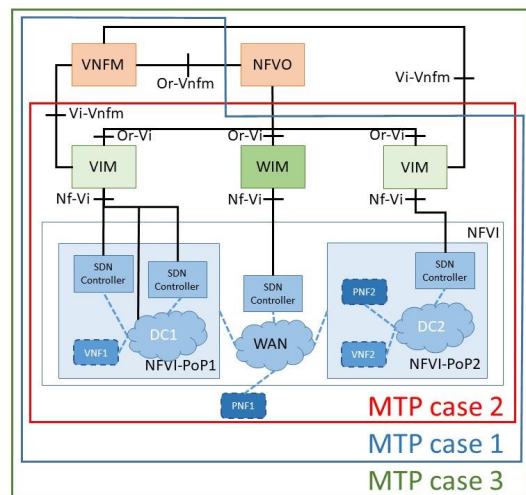 VNFM
NFVO
Or-Vnfm
Vi-Vnfm
Vi-Vnfm
Or-Vi
Or-Vi
Or-Vi
VIM
WIM
VIM
Nf-Vi
Nf-Vi
Nf-Vi
NFVI
SDN
Controller
SDN
Controller
SDN
Controller
SDN
Controller
PNF2
DC1
WAN
DC2
VNF1
VNF2
NFVI-PoP1
NFVI-PoP2
PNF1
MTP case 2
MTP case 1
MTP case 3